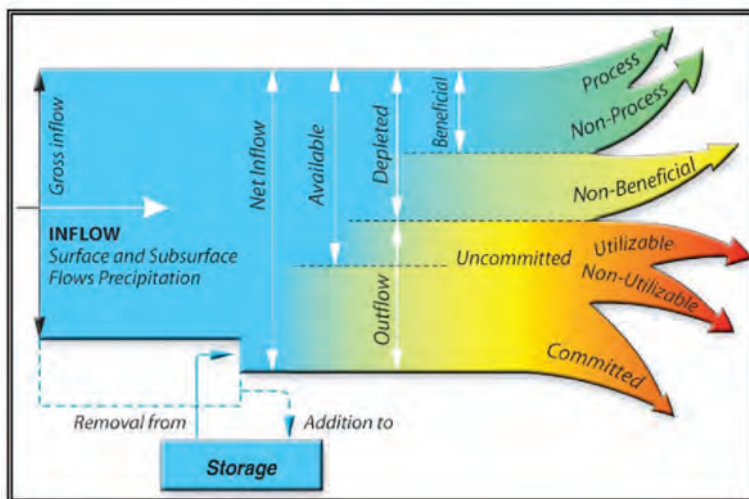 Gross inflow
INFLOW
Surface and Subsurface
Flows Precipitation
Net Inflow
Available
Depleted
Outflow
Beneficial
Process
Non-Process
Non-Beneficial
Uncommitted
Utilizable
Non-Utilizable
Committed
Removal from
Addition to
Storage